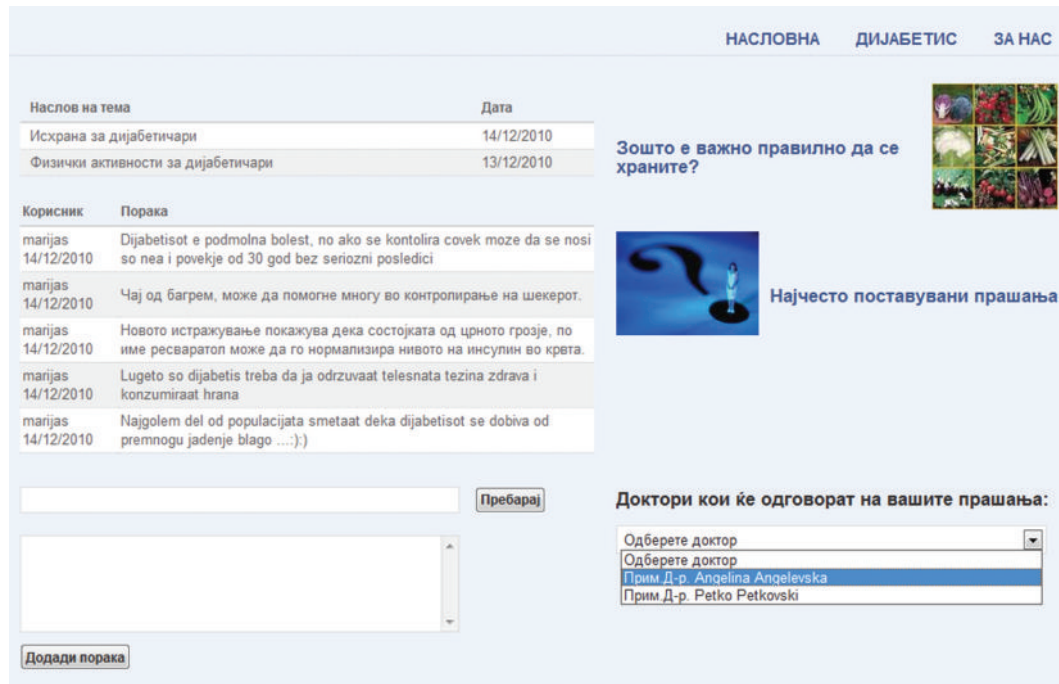 НАСЛОВНА ДИЈАБЕТИС ЗА НАС
Наслов на тема Дата
Исхрана за дијабетичари 14/12/2010
Физички активности за дијабетичари 13/12/2010
Зошто е важно правилно да се
храните?
Корисник Порака
marijas Dijabetisot e podmolna bolest, no ako se kontolira covek moze da se nosi
14/12/2010 so nea i povekje od 30 god bez seriozni posledici
marijas
14/12/2010 Чај од багрем, може да помогне многу во контролирање на шекерот.
marijas Новото истражување покажува дека состојката од црното грозје, по
14/12/2010 име ресваратол може да го нормализира нивото на инсулин во крвта.
marijas Lugeto so dijabetis treba da ja odrzuvaat telesnata tezina zdrava i
14/12/2010 konzumiraat hrana
marijas Najgolem del od populacijata smetaat deka dijabetisot se dobiva od
14/12/2010 premnogu jadenje blago ...:):)
Најчесто поставувани прашања
Пребарај
Додади порака
Доктори кои ќе одговорат на вашите прашања:
Одберете доктор
Одберете доктор
Прим.Д-р. Angelina Angelevska
Прим.Д-р. Petko Petkovski